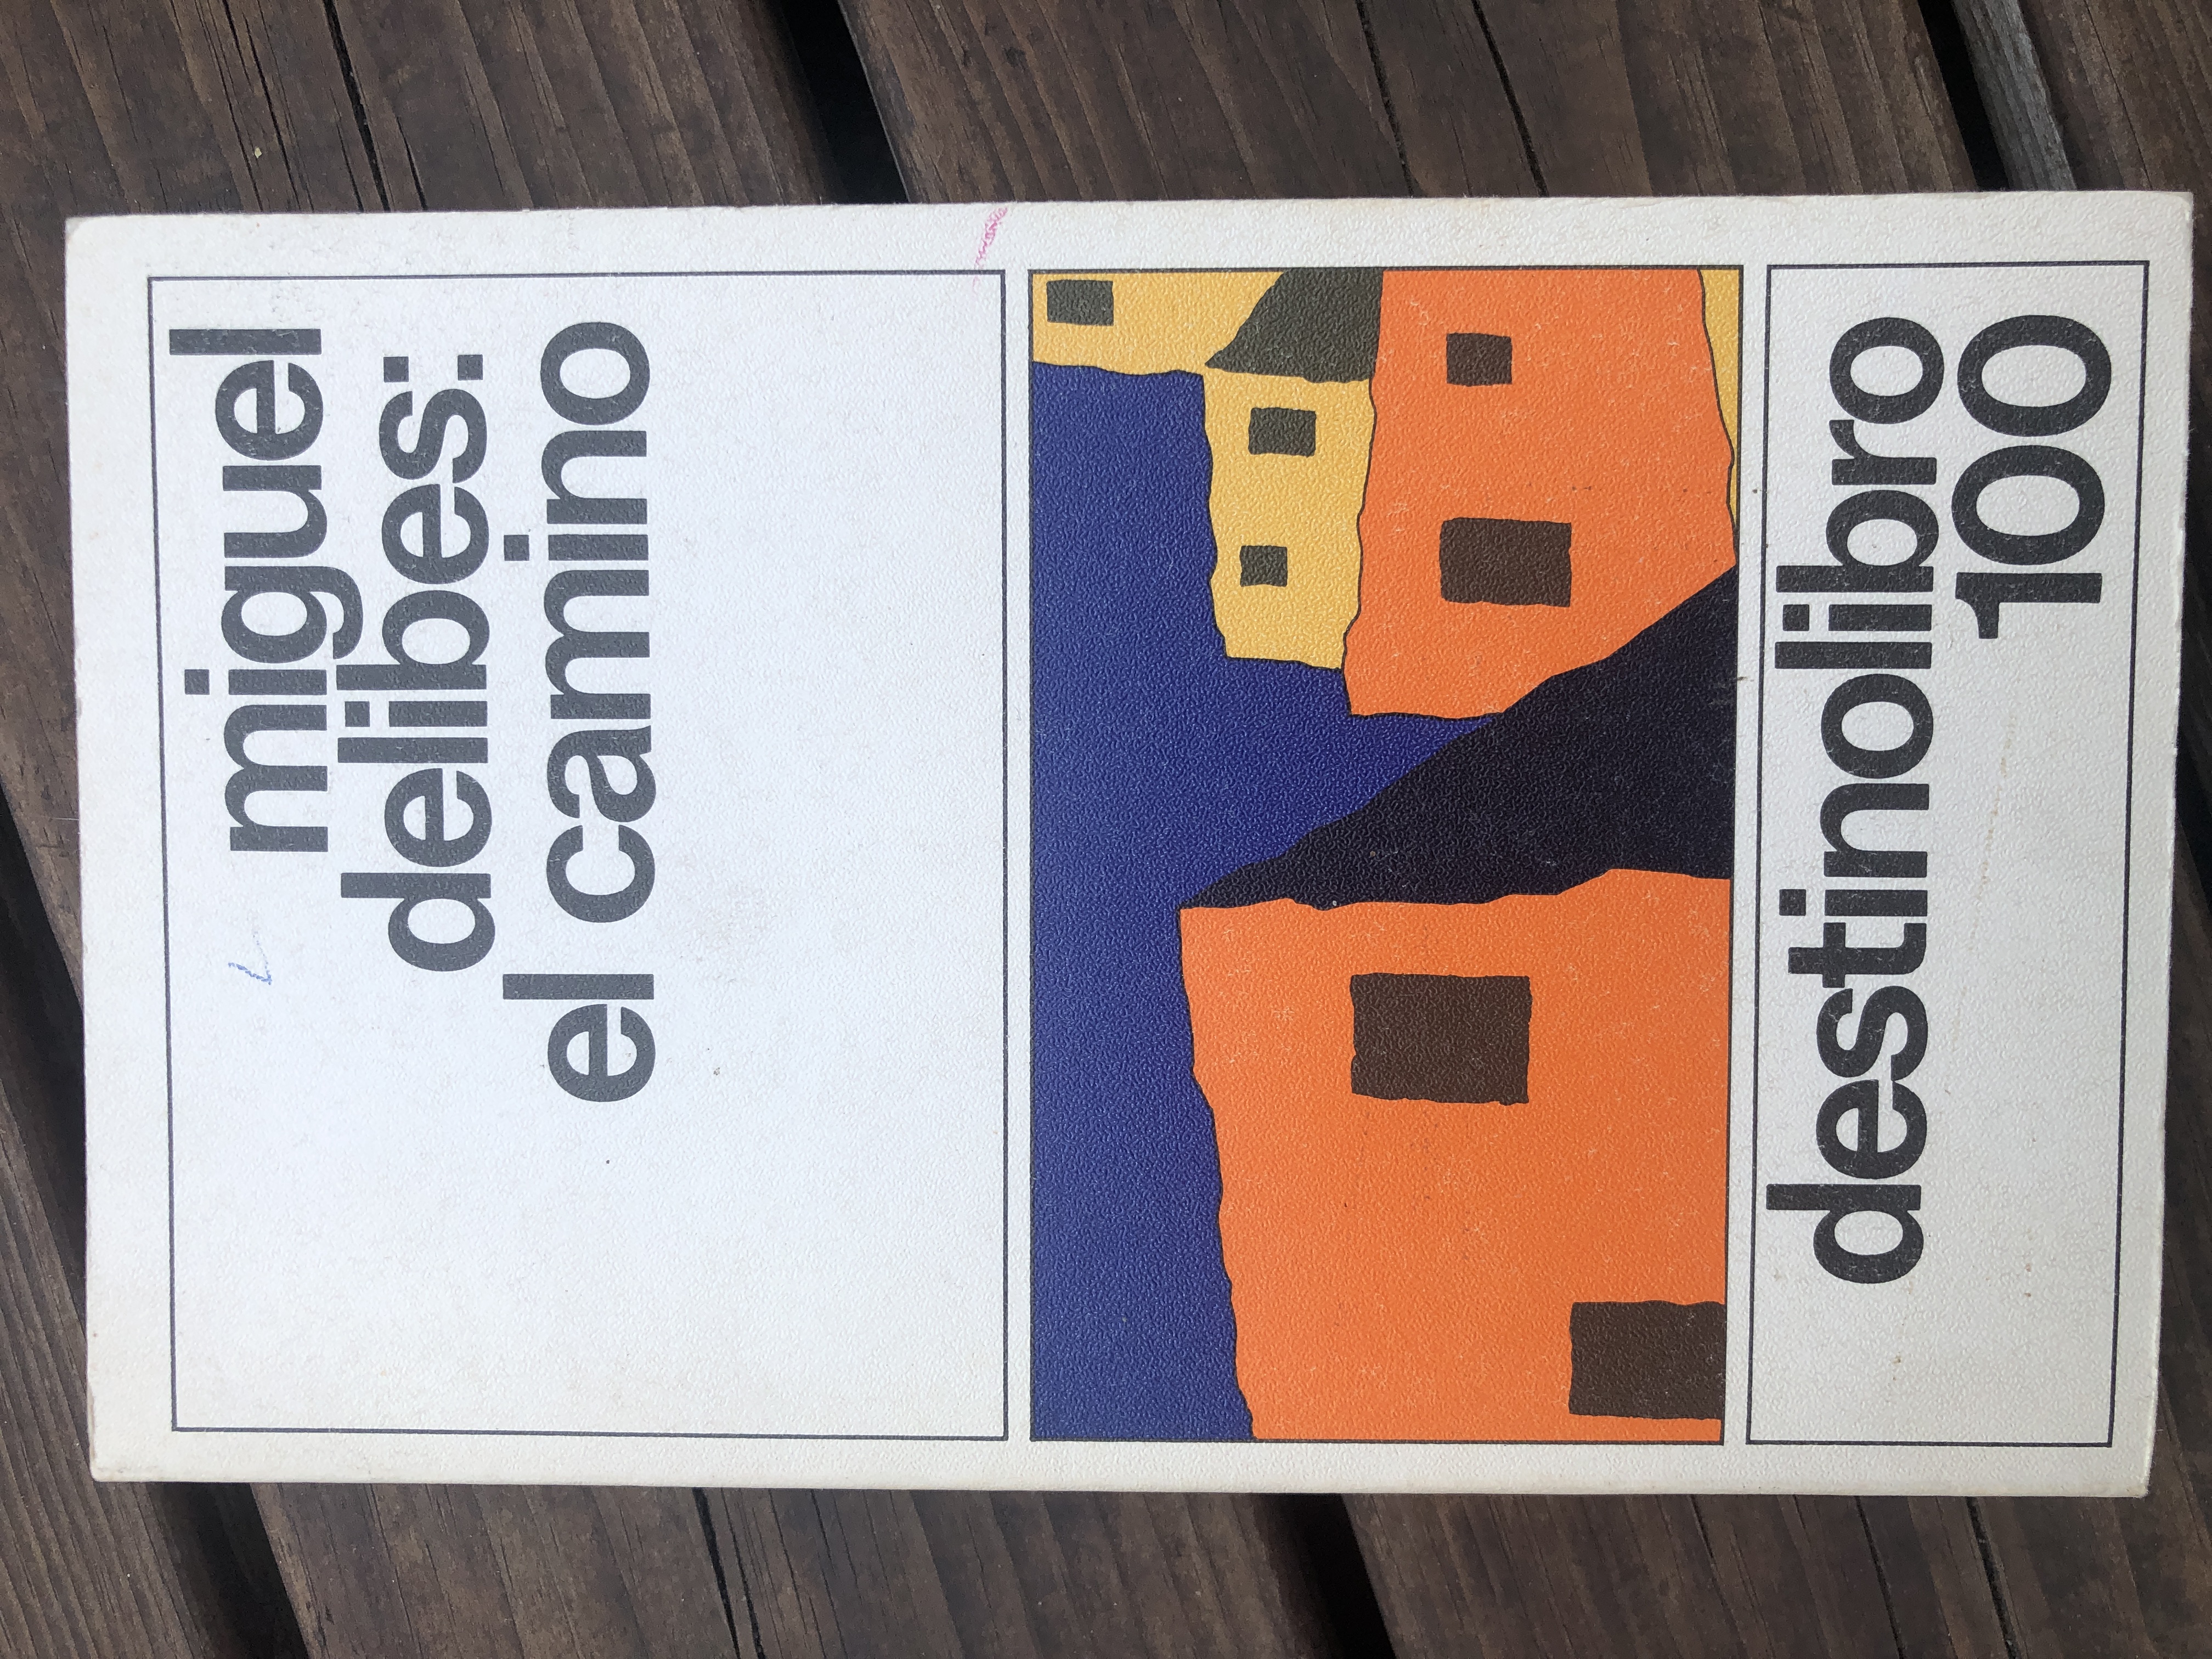 miguel
delibes:
el camino
destinolibro
100